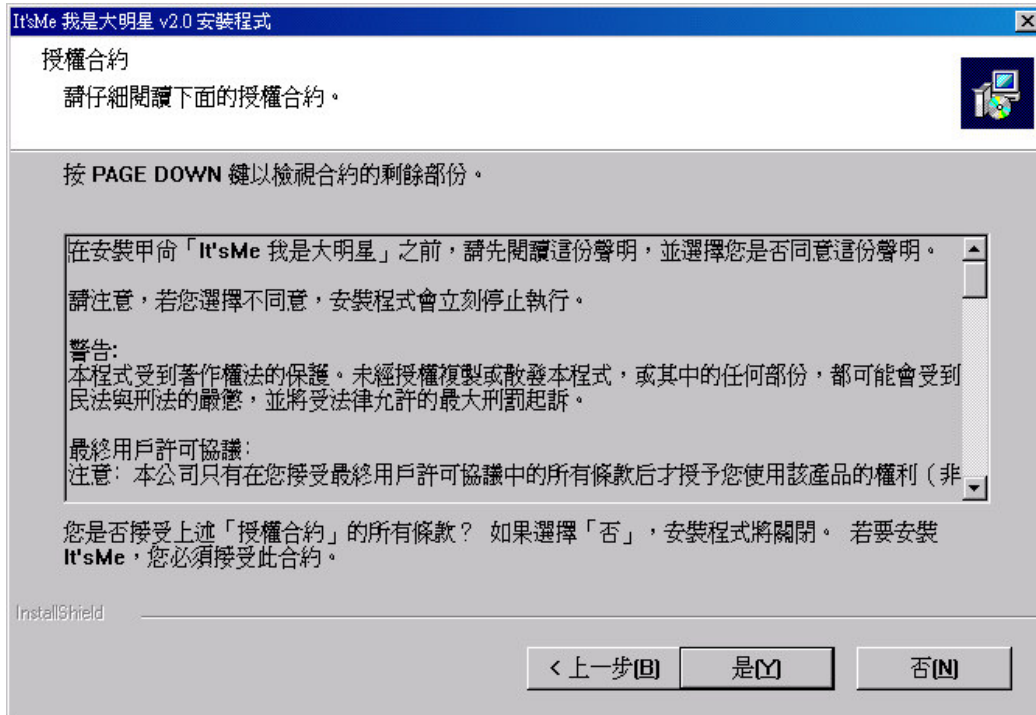 It'sMe 我是大明星 v2.0 安裝程式
授權合約
請仔細閱讀下面的授權合約。
按 PAGE DOWN 鍵以檢視合約的剩餘部份。
在安裝甲尚「It'sMe 我是大明星」之前，請先閱讀這份聲明，並選擇您是否同意這份聲明。
請注意，若您選擇不同意，安裝程式會立刻停止執行。
警告:
本程式受到著作權法的保護。未經授權複製或散發本程式，或其中的任何部份，都可能會受到
民法與刑法的嚴懲，並將受法律允許的最大刑罰起訴。
最終用戶許可協議:
注意: 本公司只有在您接受最終用戶許可協議中的所有條款后才授予您使用該產品的權利（非
您是否接受上述「授權合約」的所有條款？ 如果選擇「否」，安裝程式將關閉。 若要安裝
It'sMe，您必須接受此合約。
InstallShield
< 上一步(B) 是(Y) 否(N)